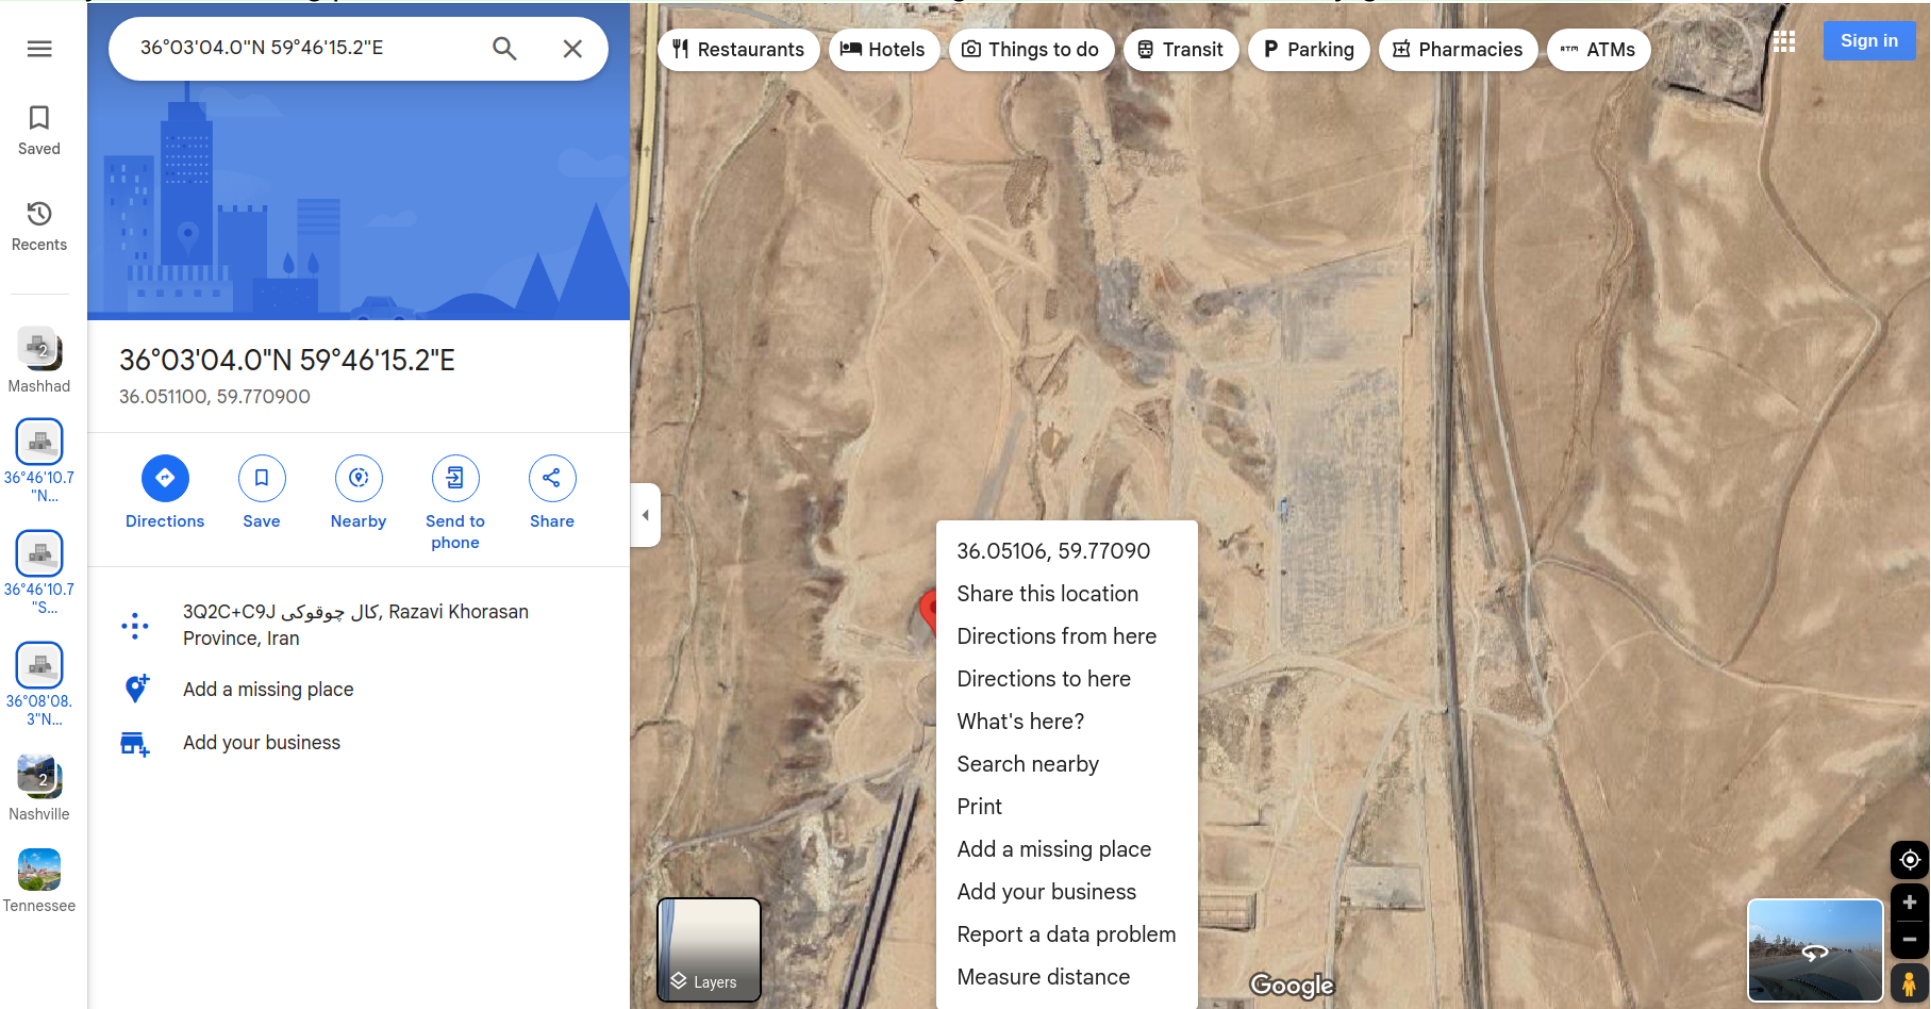 36°03'04.0"N 59°46'15.2"E
Restaurants
Hotels
Things to do
Transit
Parking
Pharmacies
ATMs
Sign in
Saved
Recents
2
Mashhad
36°46'10.7
"N...
36°46'10.7
"S...
36°08'08.
3"N...
2
Nashville
Tennessee
36°03'04.0"N 59°46'15.2"E
36.051100, 59.770900
Directions
Save
Nearby
Send to
phone
Share
3Q2C+C9J کال چوقوکی, Razavi Khorasan
Province, Iran
Add a missing place
Add your business
36.05106, 59.77090
Share this location
Directions from here
Directions to here
What's here?
Search nearby
Print
Add a missing place
Add your business
Report a data problem
Measure distance
Layers
Google